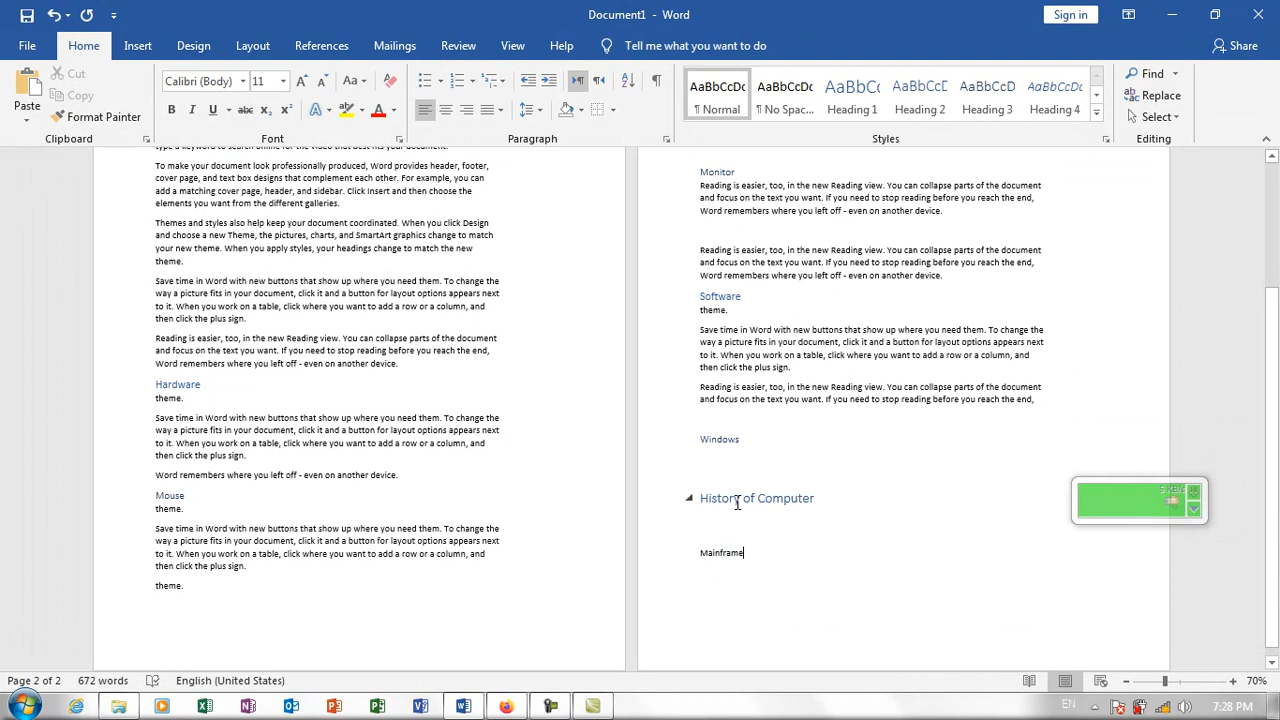 Document1 - Word
Sign in
File Home Insert Design Layout References Mailings Review View Help Tell me what you want to do Share
Paste
Cut
Copy
Format Painter
Clipboard
Calibri (Body) 11
Font
Paragraph
AaBbCcDc AaBbCcDc AaBbCc AaBbCcE AaBbCcD AaBbCcDc
¶ Normal ¶ No Spac... Heading 1 Heading 2 Heading 3 Heading 4
Styles
Find
Replace
Select
Editing
type a keyword to search online for the video that best fits your document.
To make your document look professionally produced, Word provides header, footer,
cover page, and text box designs that complement each other. For example, you can
add a matching cover page, header, and sidebar. Click Insert and then choose the
elements you want from the different galleries.
Themes and styles also help keep your document coordinated. When you click Design
and choose a new Theme, the pictures, charts, and SmartArt graphics change to match
your new theme. When you apply styles, your headings change to match the new
theme.
Save time in Word with new buttons that show up where you need them. To change the
way a picture fits in your document, click it and a button for layout options appears next
to it. When you work on a table, click where you want to add a row or a column, and
then click the plus sign.
Reading is easier, too, in the new Reading view. You can collapse parts of the document
and focus on the text you want. If you need to stop reading before you reach the end,
Word remembers where you left off - even on another device.
Hardware
theme.
Save time in Word with new buttons that show up where you need them. To change the
way a picture fits in your document, click it and a button for layout options appears next
to it. When you work on a table, click where you want to add a row or a column, and
then click the plus sign.
Word remembers where you left off - even on another device.
Mouse
theme.
Save time in Word with new buttons that show up where you need them. To change the
way a picture fits in your document, click it and a button for layout options appears next
to it. When you work on a table, click where you want to add a row or a column, and
then click the plus sign.
theme.
Monitor
Reading is easier, too, in the new Reading view. You can collapse parts of the document
and focus on the text you want. If you need to stop reading before you reach the end,
Word remembers where you left off - even on another device.
Reading is easier, too, in the new Reading view. You can collapse parts of the document
and focus on the text you want. If you need to stop reading before you reach the end,
Word remembers where you left off - even on another device.
Software
theme.
Save time in Word with new buttons that show up where you need them. To change the
way a picture fits in your document, click it and a button for layout options appears next
to it. When you work on a table, click where you want to add a row or a column, and
then click the plus sign.
Reading is easier, too, in the new Reading view. You can collapse parts of the document
and focus on the text you want. If you need to stop reading before you reach the end,
Windows
History of Computer
Mainframe
Page 2 of 2 672 words English (United States) 70%
EN 7:28 PM